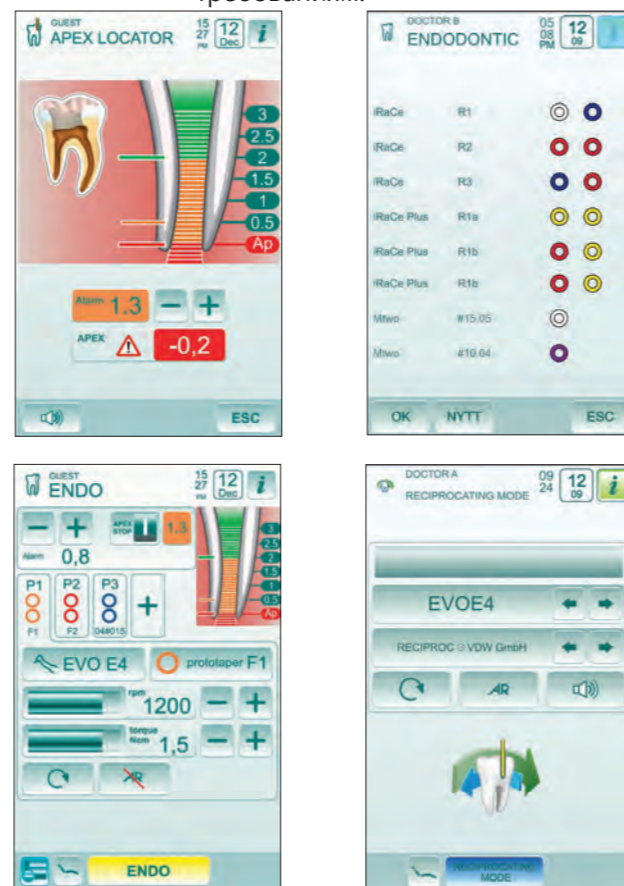 требованиям.
GUEST
APEX LOCATOR
15
27
PM
12
Dec
i
3
2.5
2
1.5
1
0.5
Ap
Alarm 1.3 − +
APEX -0,2
ESC
DOCTOR B
ENDODONTIC
05
08
PM
12
09
i
iRaCe R1
iRaCe R2
iRaCe R3
iRaCe Plus R1a
iRaCe Plus R1b
iRaCe Plus R1b
Mtwo #15.05
Mtwo #10.04
OK NYTT ESC
GUEST
ENDO
15
27
PM
12
Dec
i
− + APEX STOP 1.3
Alarm 0,8
3
2.5
2
1.5
1
0.5
Ap
P1 P2 P3 +
F1 F2 04#015
EVO E4 prototaper F1
rpm 1200 − +
torque Ncm 1,5 − +
AR
ENDO
DOCTOR A
RECIPROCATING MODE
09
24
12
09
i
EVOE4
RECIPROC ® VDW GmbH
AR
RECIPROCATING
MODE